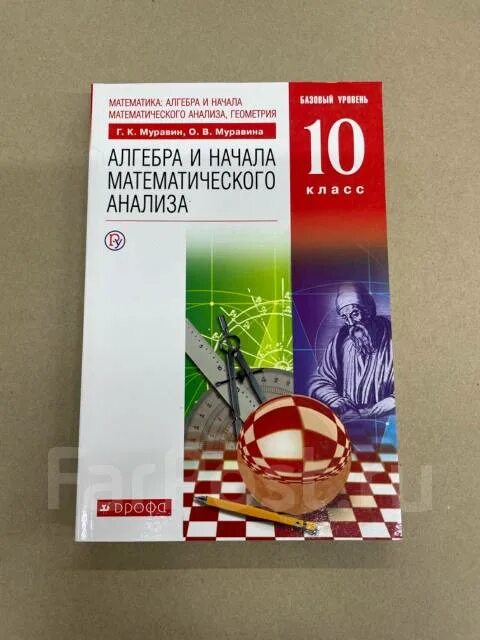 МАТЕМАТИКА: АЛГЕБРА И НАЧАЛА
МАТЕМАТИЧЕСКОГО АНАЛИЗА, ГЕОМЕТРИЯ
Г. К. Муравин, О. В. Муравина
АЛГЕБРА И НАЧАЛА
МАТЕМАТИЧЕСКОГО
АНАЛИЗА
БАЗОВЫЙ УРОВЕНЬ
10
КЛАСС
дрофа
FarPost.ru